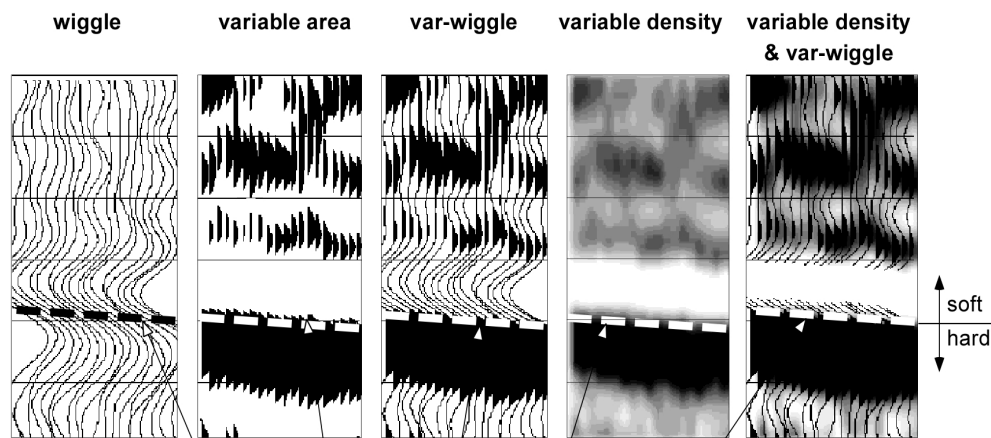 wiggle
variable area
var-wiggle
variable density
variable density
& var-wiggle
soft
hard